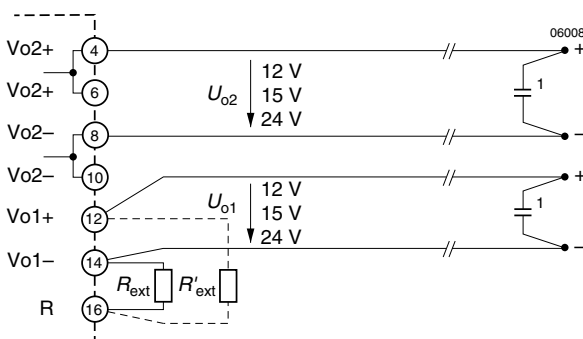 06008
Vo2+ 4 +
Vo2+ 6
Uo2 12 V 15 V 24 V
1
Vo2– 8 –
Vo2– 10
+
Vo1+ 12
Uo1 12 V 15 V 24 V
1
Vo1– 14 –
Rext R'ext
R 16